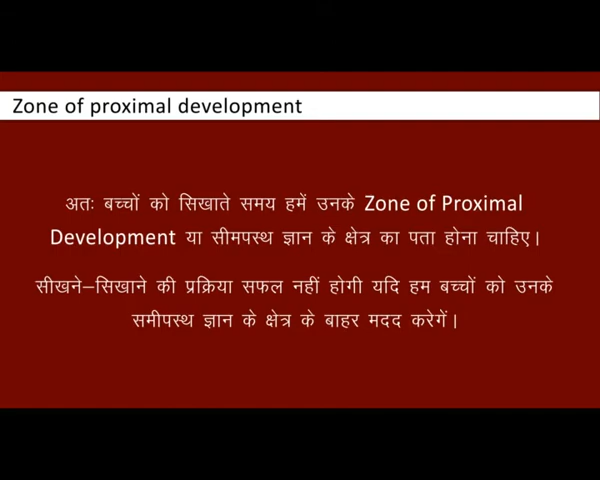 Zone of proximal development
अतः बच्चों को सिखाते समय हमें उनके Zone of Proximal
Development या सीमपस्थ ज्ञान के क्षेत्र का पता होना चाहिए।
सीखने–सिखाने की प्रक्रिया सफल नहीं होगी यदि हम बच्चों को उनके
समीपस्थ ज्ञान के क्षेत्र के बाहर मदद करेगें।